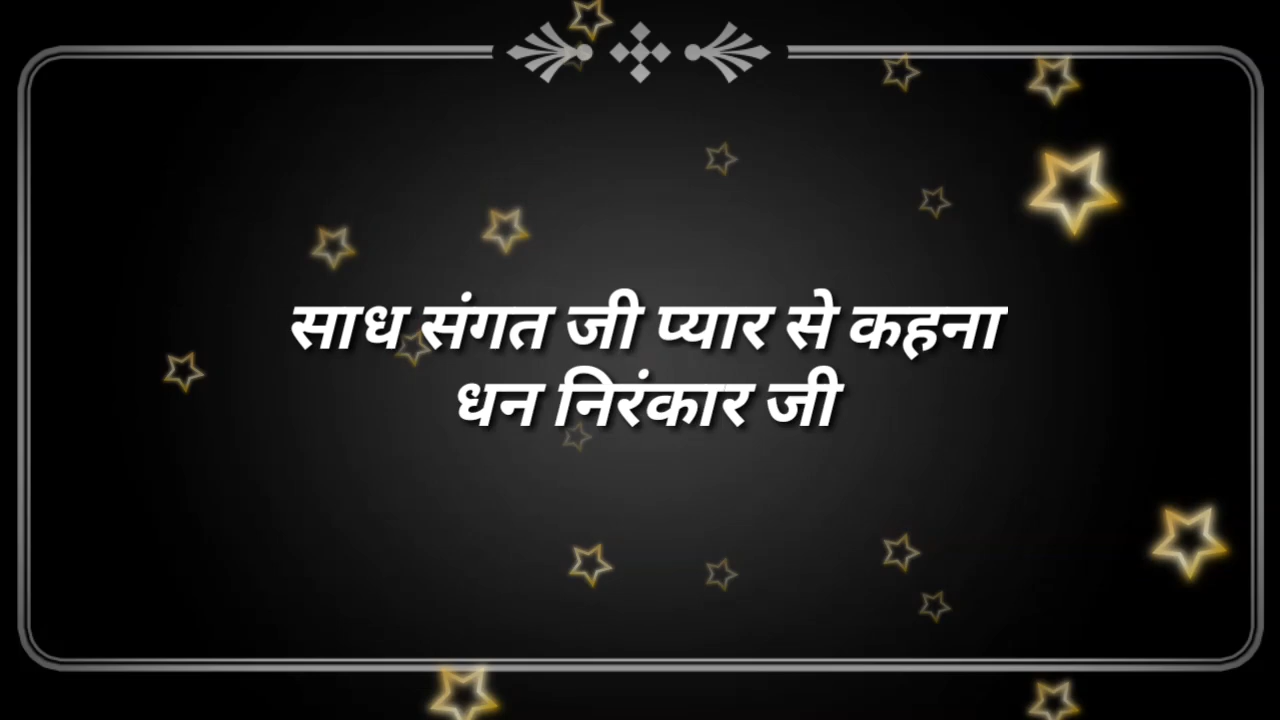 साध संगत जी प्यार से कहना
धन निरंकार जी